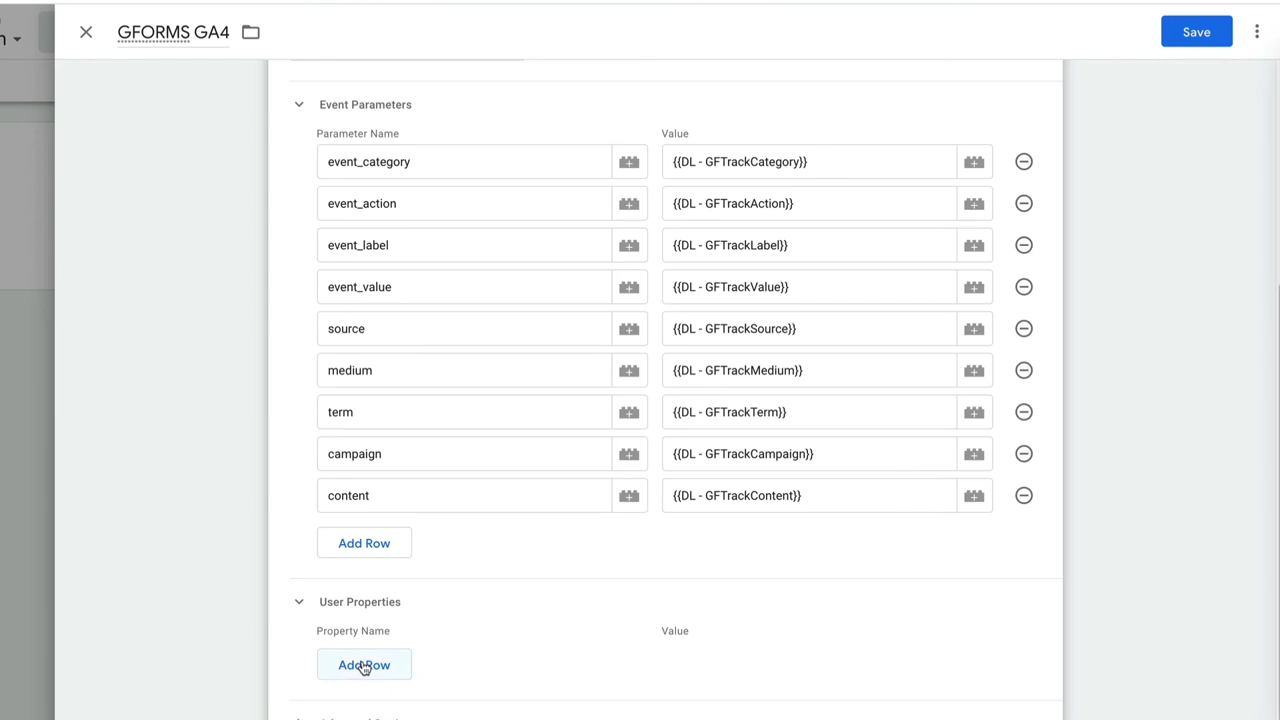 GFORMS GA4
Save
Event Parameters
Parameter Name Value
event_category {{DL - GFTrackCategory}}
event_action {{DL - GFTrackAction}}
event_label {{DL - GFTrackLabel}}
event_value {{DL - GFTrackValue}}
source {{DL - GFTrackSource}}
medium {{DL - GFTrackMedium}}
term {{DL - GFTrackTerm}}
campaign {{DL - GFTrackCampaign}}
content {{DL - GFTrackContent}}
Add Row
User Properties
Property Name Value
Add Row